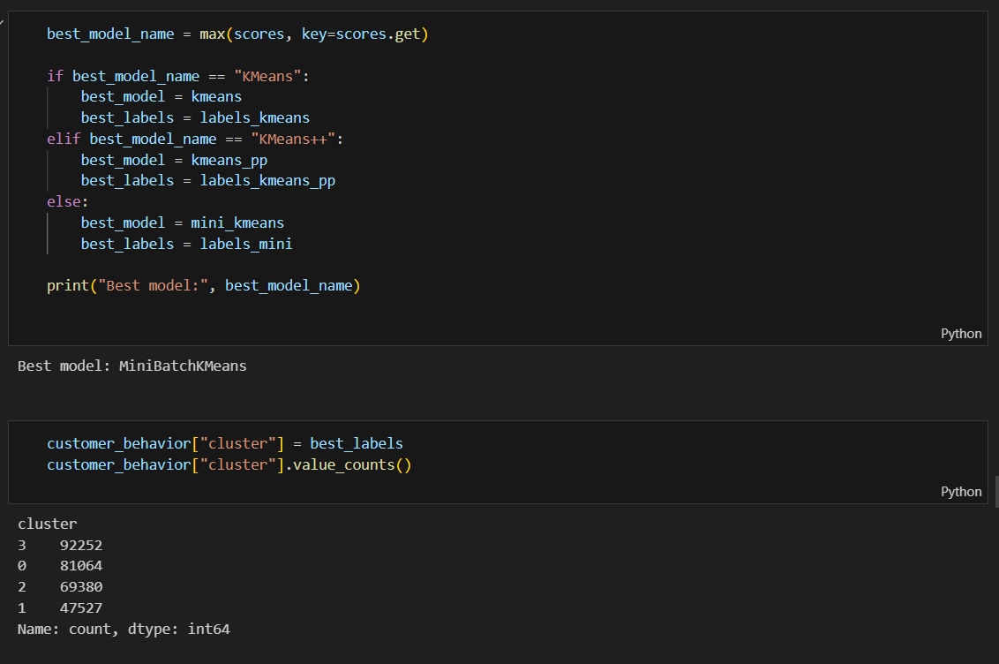 best_model_name = max(scores, key=scores.get)
if best_model_name == "KMeans":
    best_model = kmeans
    best_labels = labels_kmeans
elif best_model_name == "KMeans++":
    best_model = kmeans_pp
    best_labels = labels_kmeans_pp
else:
    best_model = mini_kmeans
    best_labels = labels_mini
print("Best model:", best_model_name)
Python
Best model: MiniBatchKMeans
customer_behavior["cluster"] = best_labels
customer_behavior["cluster"].value_counts()
Python
cluster
3    92252
0    81064
2    69380
1    47527
Name: count, dtype: int64